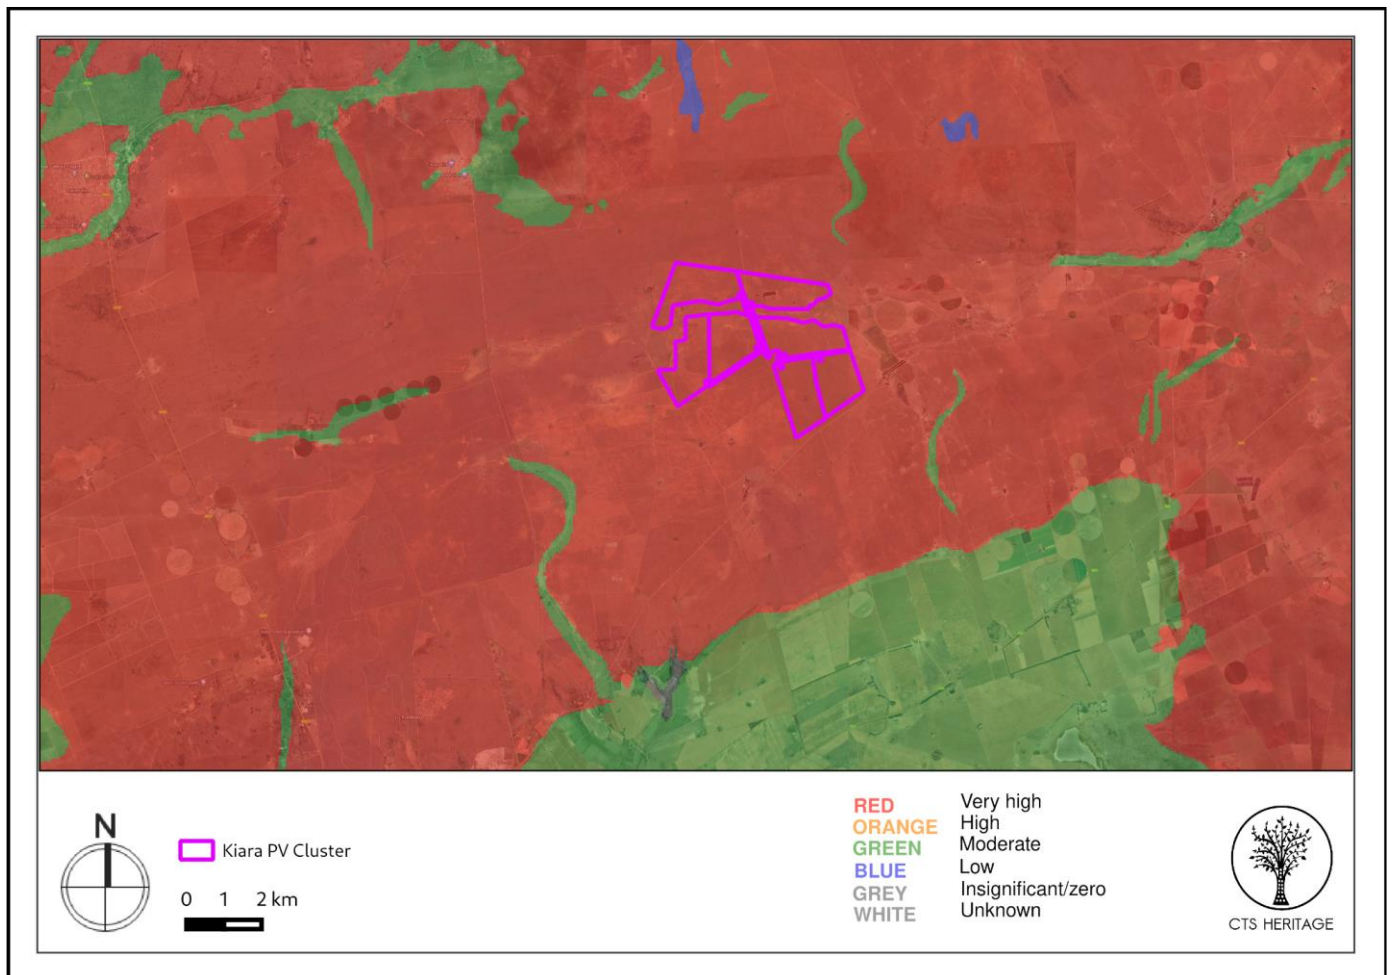 N
Kiara PV Cluster
0 1 2 km
RED Very high
ORANGE High
GREEN Moderate
BLUE Low
GREY Insignificant/zero
WHITE Unknown
CTS HERITAGE